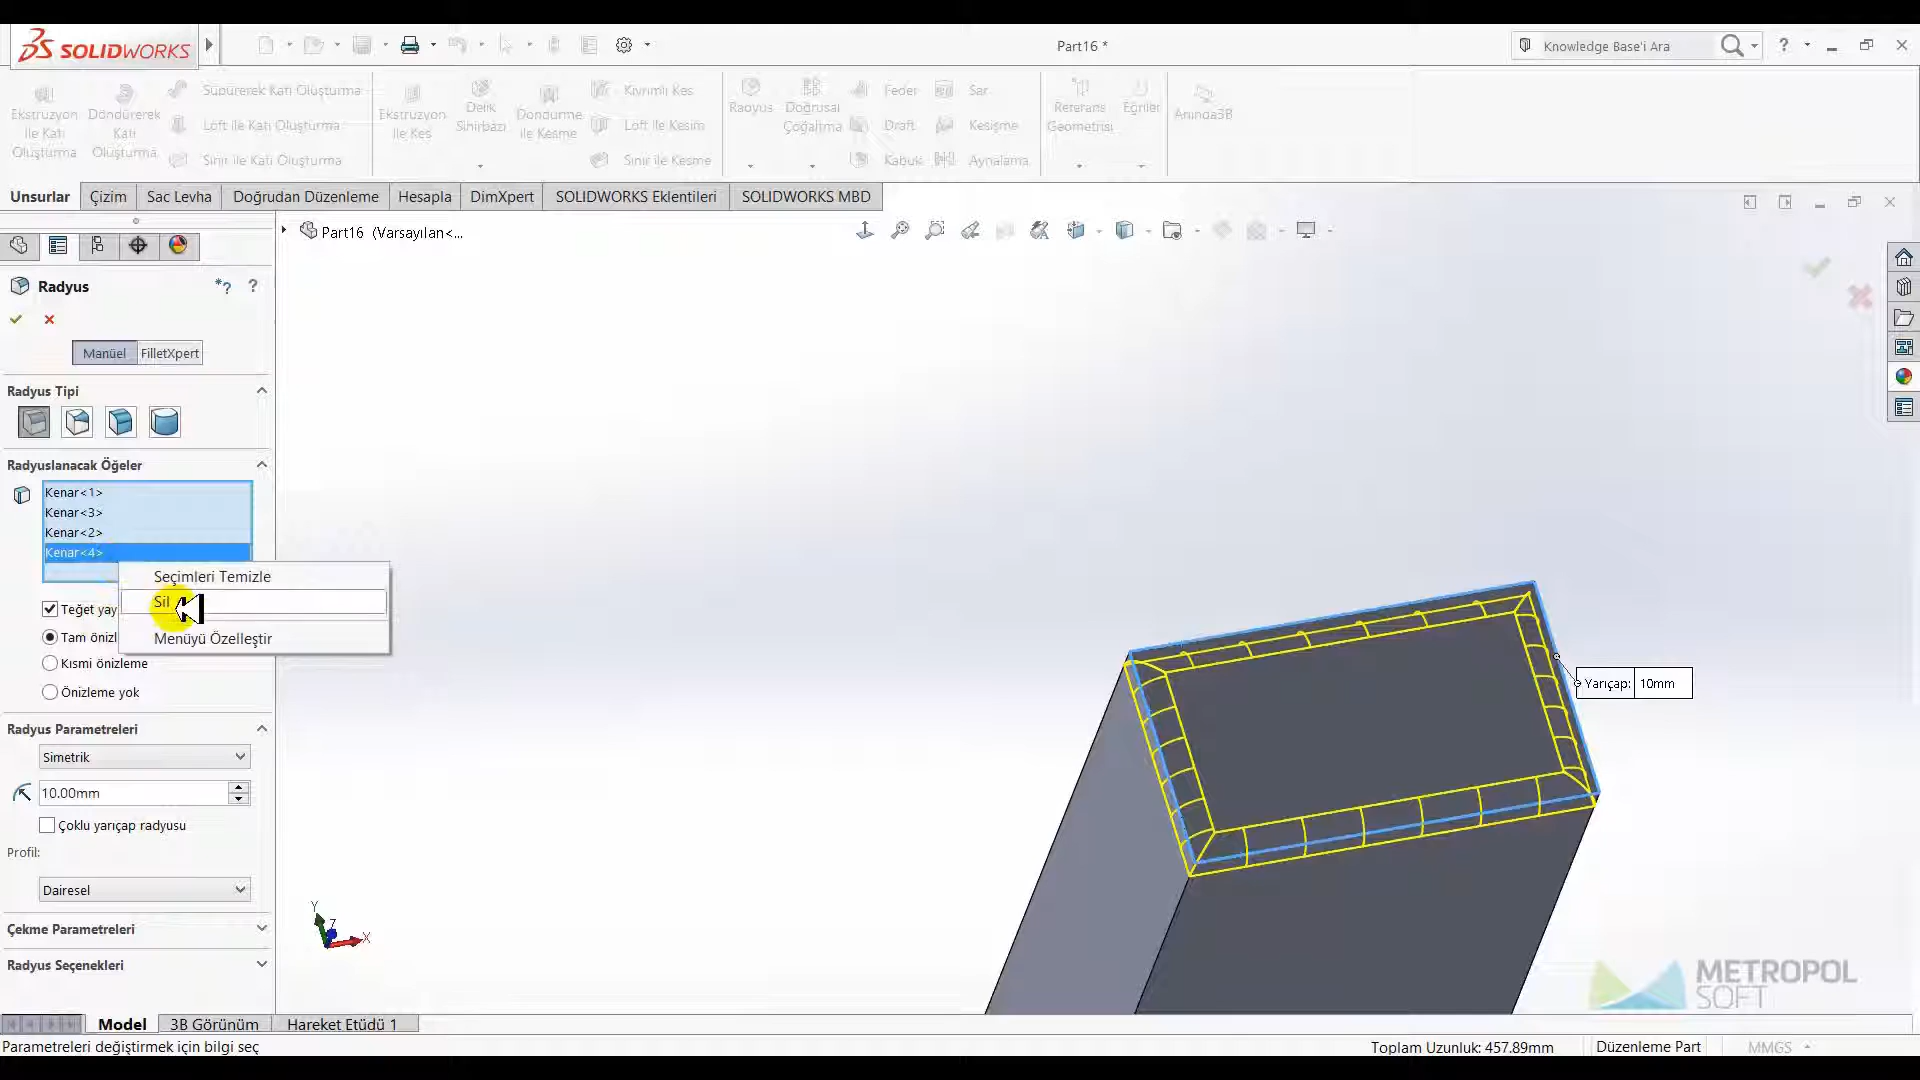 SOLIDWORKS
Part16 *
Knowledge Base'i Ara
?
Ekstruzyon ile Katı Oluşturma
Döndürerek Katı Oluşturma
Süpürerek Katı Oluşturma
Loft ile Katı Oluşturma
Sınır ile Katı Oluşturma
Ekstruzyon ile Kes
Delik Sihirbazı
Döndürme ile Kesme
Kıvrımlı Kes
Loft ile Kesim
Sınır ile Kesme
Radyus
Doğrusal Çoğaltma
Feder
Draft
Kabuk
Sar
Kesişme
Aynalama
Referans Geometrisi
Eğriler
Anında3B
Unsurlar
Çizim
Sac Levha
Doğrudan Düzenleme
Hesapla
DimXpert
SOLIDWORKS Eklentileri
SOLIDWORKS MBD
Part16 (Varsayılan<...
Radyus
Manüel
FilletXpert
Radyus Tipi
Radyuslanacak Öğeler
Kenar<1>
Kenar<3>
Kenar<2>
Kenar<4>
Seçimleri Temizle
Sil
Menüyü Özelleştir
Teğet yay
Tam önizl
Kısmi önizleme
Önizleme yok
Radyus Parametreleri
Simetrik
10.00mm
Çoklu yarıçap radyusu
Profil:
Dairesel
Çekme Parametreleri
Radyus Seçenekleri
Yarıçap: 10mm
Y
Z
X
METROPOL
SOFT
Model
3B Görünüm
Hareket Etüdü 1
Parametreleri değiştirmek için bilgi seç
Toplam Uzunluk: 457.89mm
Düzenleme Part
MMGS